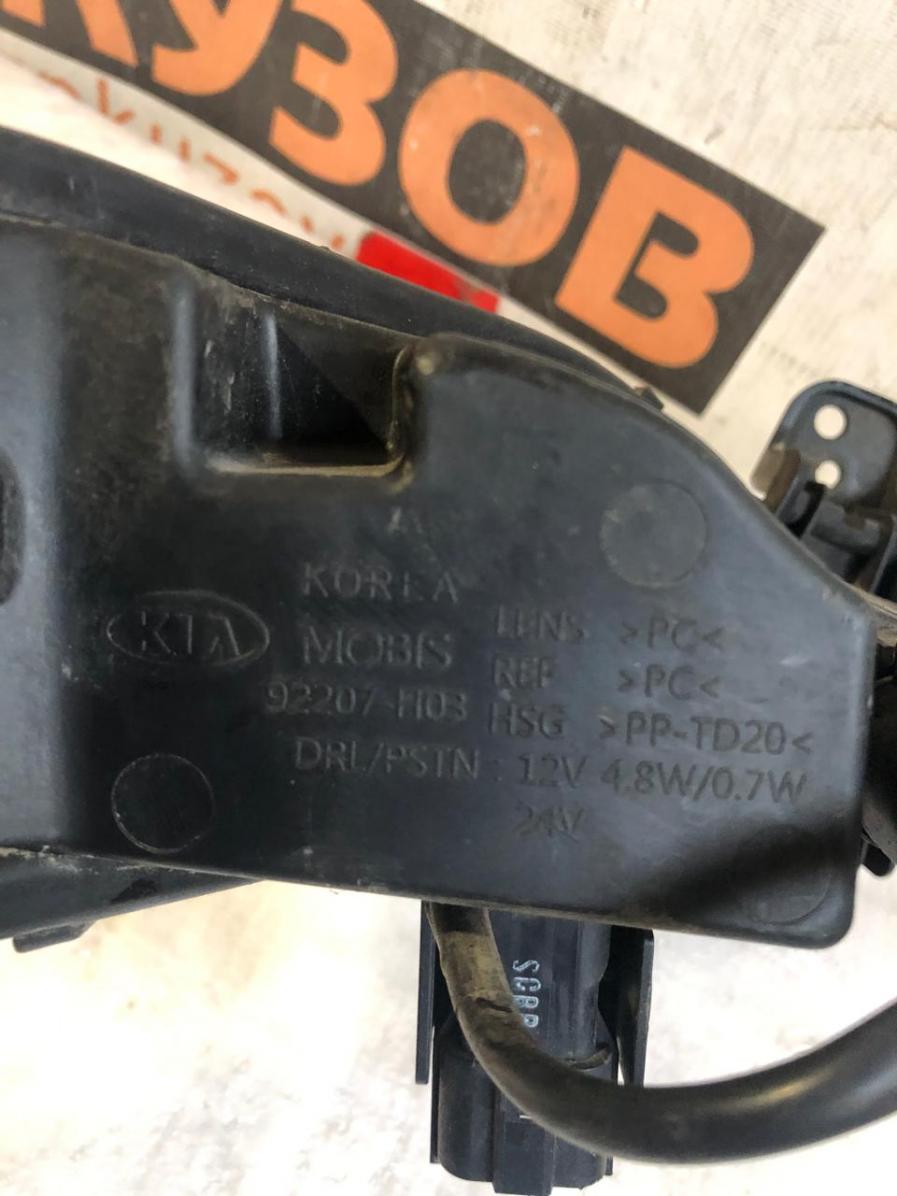 КУЗОВ
KOREA
KIA
MOBIS
92207-H03
LENS >PC<
REF >PC<
HSG >PP-TD20<
DRL/PSTN : 12V 4.8W/0.7W
24V